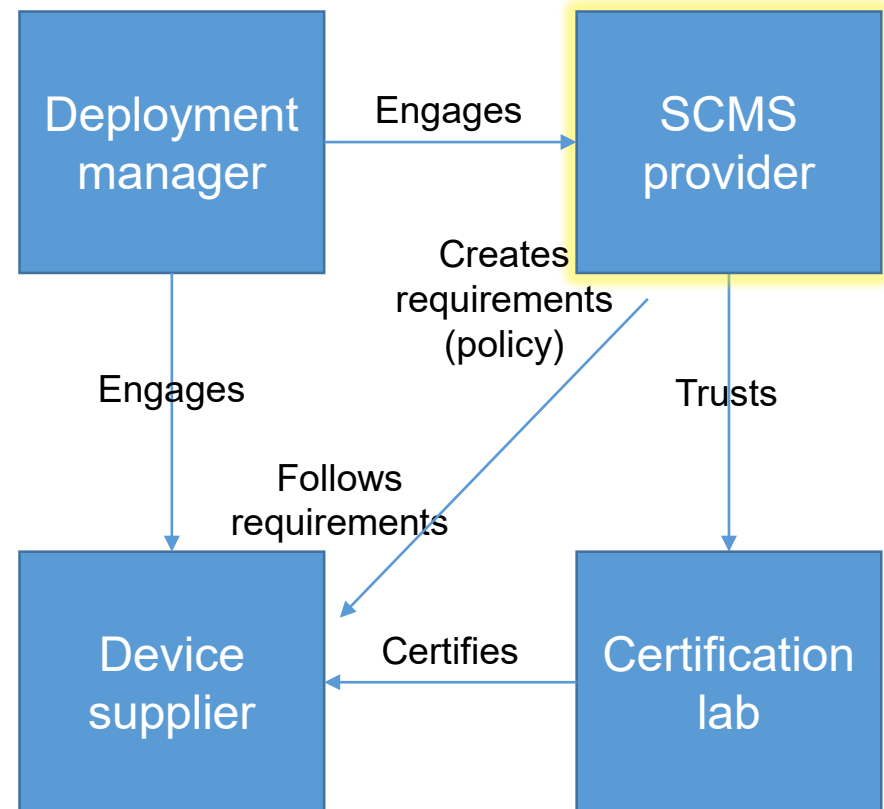 Deployment
manager
Engages
SCMS
provider
Creates
requirements
(policy)
Engages
Trusts
Follows
requirements
Device
supplier
Certifies
Certification
lab